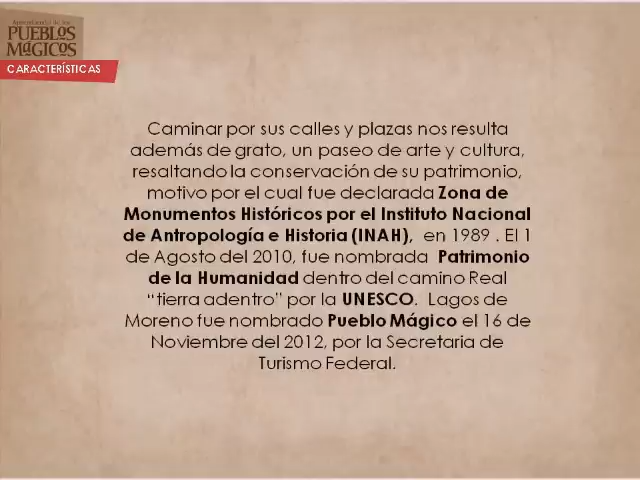 Aprendiendo de los
PUEBLOS
MáGICOS
CARACTERÍSTICAS
Caminar por sus calles y plazas nos resulta
además de grato, un paseo de arte y cultura,
resaltando la conservación de su patrimonio,
motivo por el cual fue declarada Zona de
Monumentos Históricos por el Instituto Nacional
de Antropología e Historia (INAH), en 1989 . El 1
de Agosto del 2010, fue nombrada Patrimonio
de la Humanidad dentro del camino Real
“tierra adentro” por la UNESCO. Lagos de
Moreno fue nombrado Pueblo Mágico el 16 de
Noviembre del 2012, por la Secretaria de
Turismo Federal.